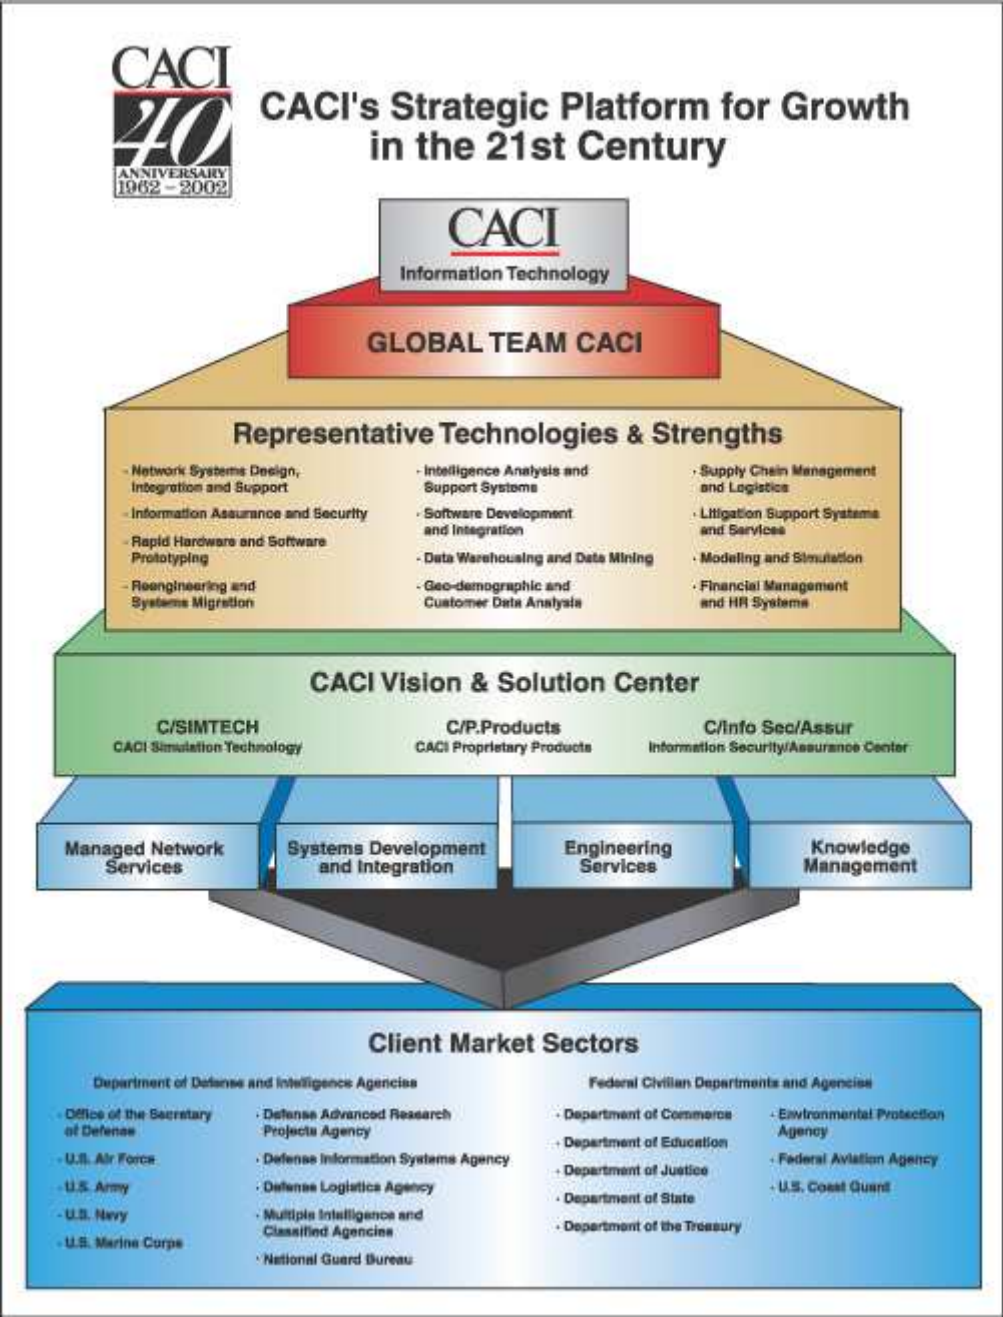 CACI
40
ANNIVERSARY
1962 – 2002
CACI's Strategic Platform for Growth
in the 21st Century
CACI
Information Technology
GLOBAL TEAM CACI
Representative Technologies & Strengths
· Network Systems Design,
Integration and Support
· Information Assurance and Security
· Rapid Hardware and Software
Prototyping
· Reengineering and
Systems Migration
· Intelligence Analysis and
Support Systems
· Software Development
and Integration
· Data Warehousing and Data Mining
· Geo-demographic and
Customer Data Analysis
· Supply Chain Management
and Logistics
· Litigation Support Systems
and Services
· Modeling and Simulation
· Financial Management
and HR Systems
CACI Vision & Solution Center
C/SIMTECH
CACI Simulation Technology
C/P.Products
CACI Proprietary Products
C/Info Sec/Assur
Information Security/Assurance Center
Managed Network
Services
Systems Development
and Integration
Engineering
Services
Knowledge
Management
Client Market Sectors
Department of Defense and Intelligence Agencies
· Office of the Secretary
of Defense
· U.S. Air Force
· U.S. Army
· U.S. Navy
· U.S. Marine Corps
· Defense Advanced Research
Projects Agency
· Defense Information Systems Agency
· Defense Logistics Agency
· Multiple Intelligence and
Classified Agencies
· National Guard Bureau
Federal Civilian Departments and Agencies
· Department of Commerce
· Department of Education
· Department of Justice
· Department of State
· Department of the Treasury
· Environmental Protection
Agency
· Federal Aviation Agency
· U.S. Coast Guard